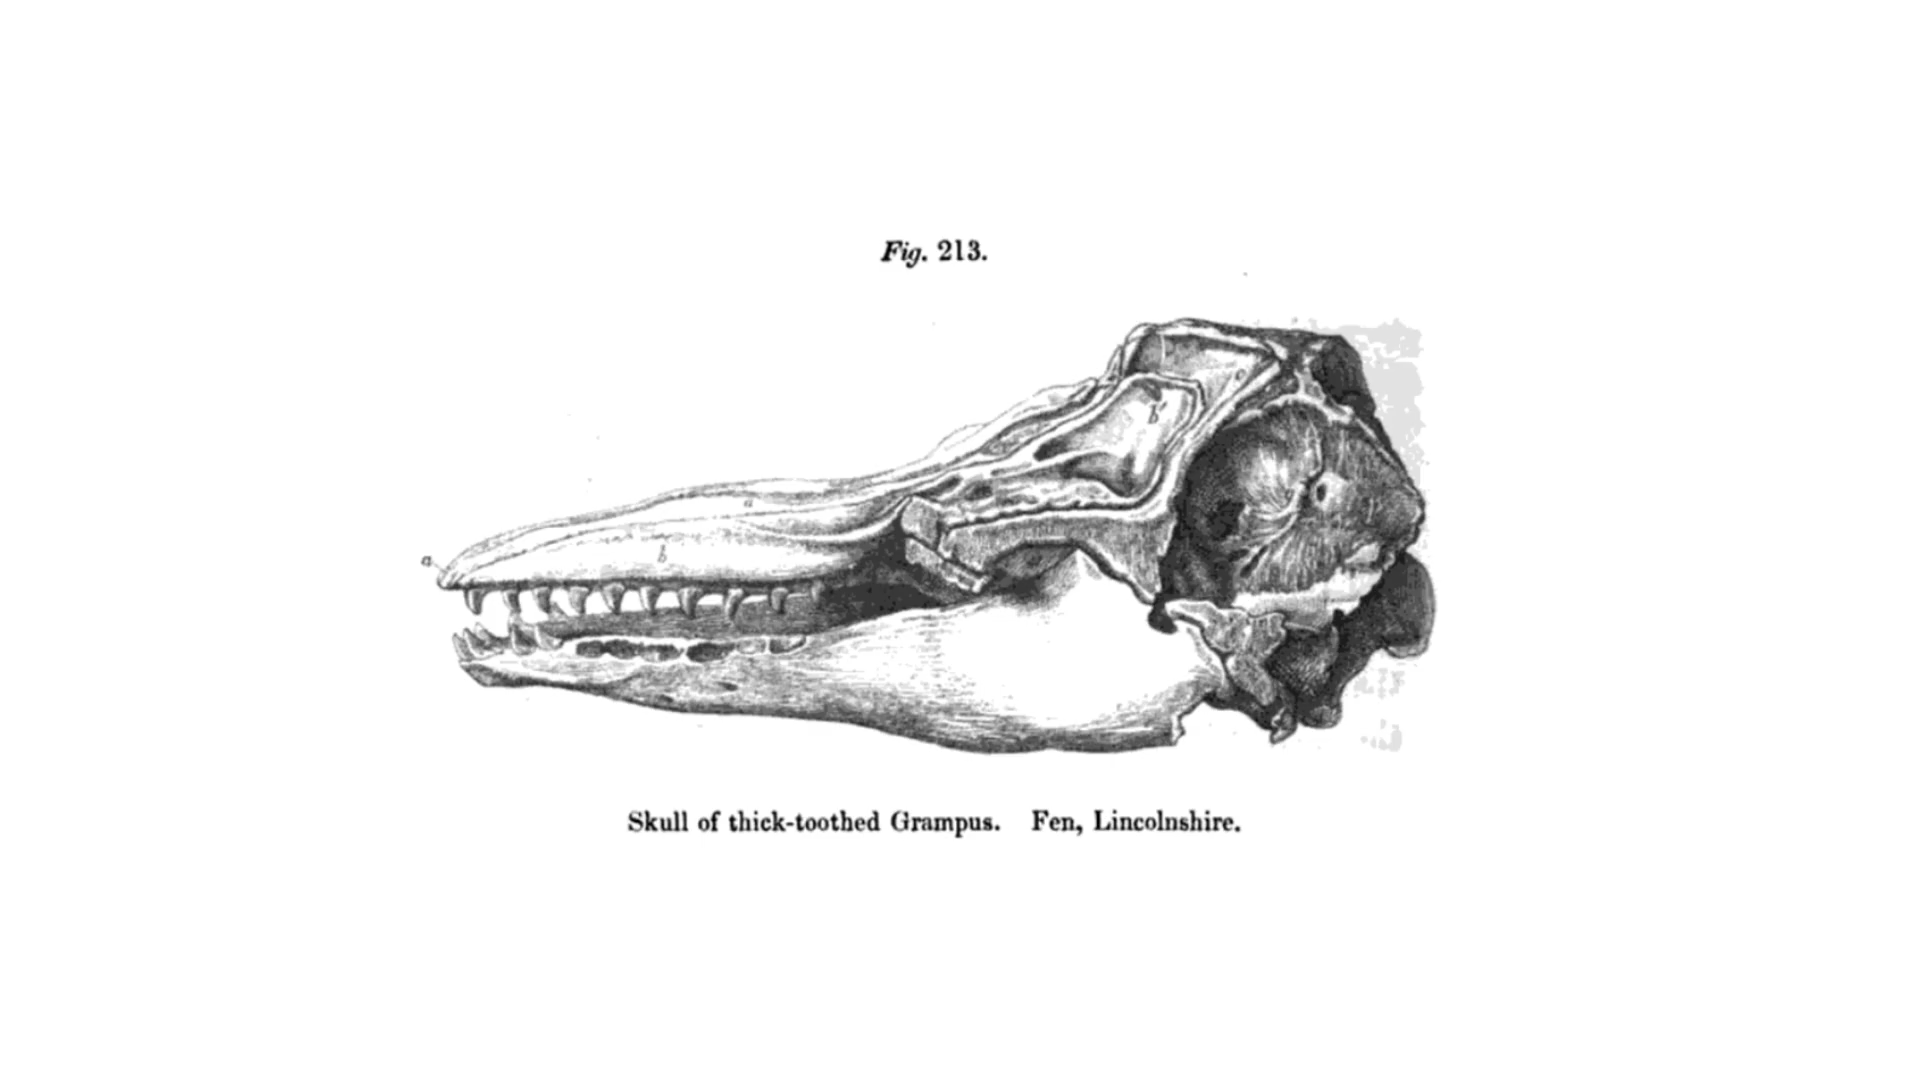 Fig. 213.
b'
c
a
b
a
Skull of thick-toothed Grampus. Fen, Lincolnshire.